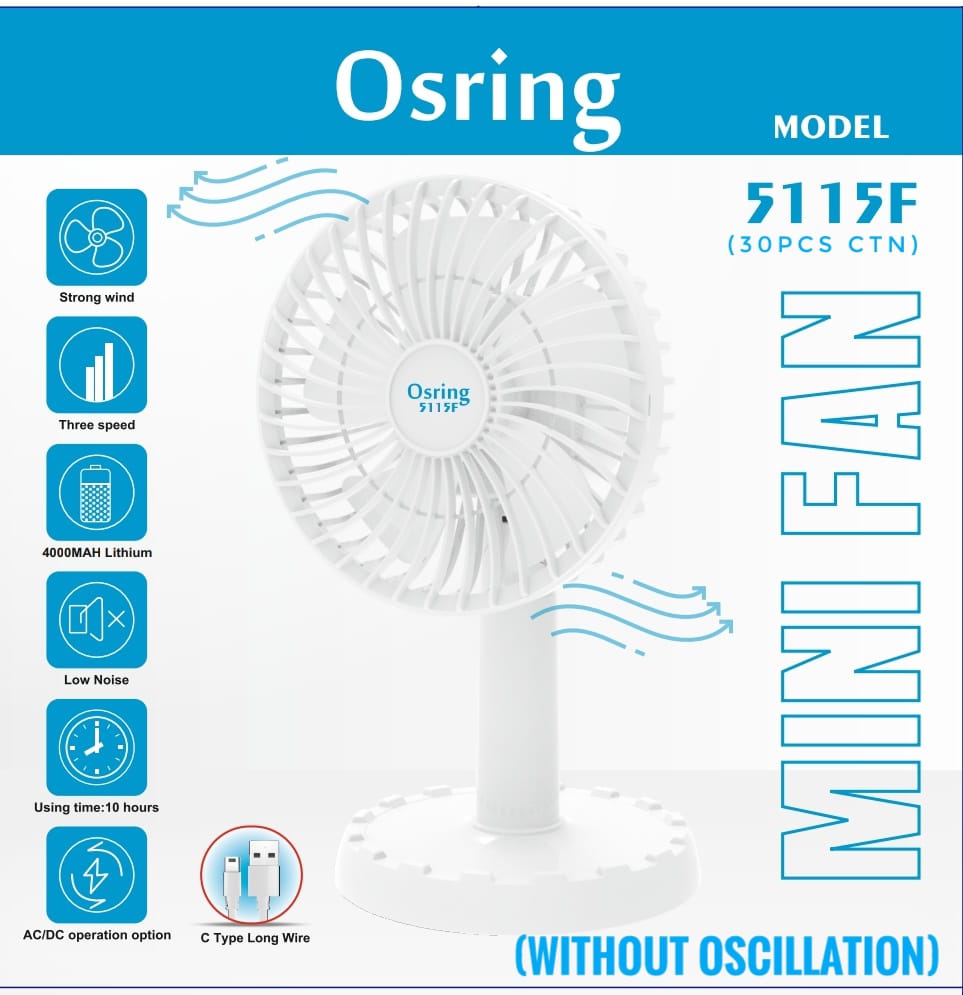 Osring
MODEL
5115F
(30PCS CTN)
MINI FAN
Strong wind
Three speed
4000MAH Lithium
Low Noise
Using time:10 hours
AC/DC operation option
C Type Long Wire
Osring
5115F
(WITHOUT OSCILLATION)